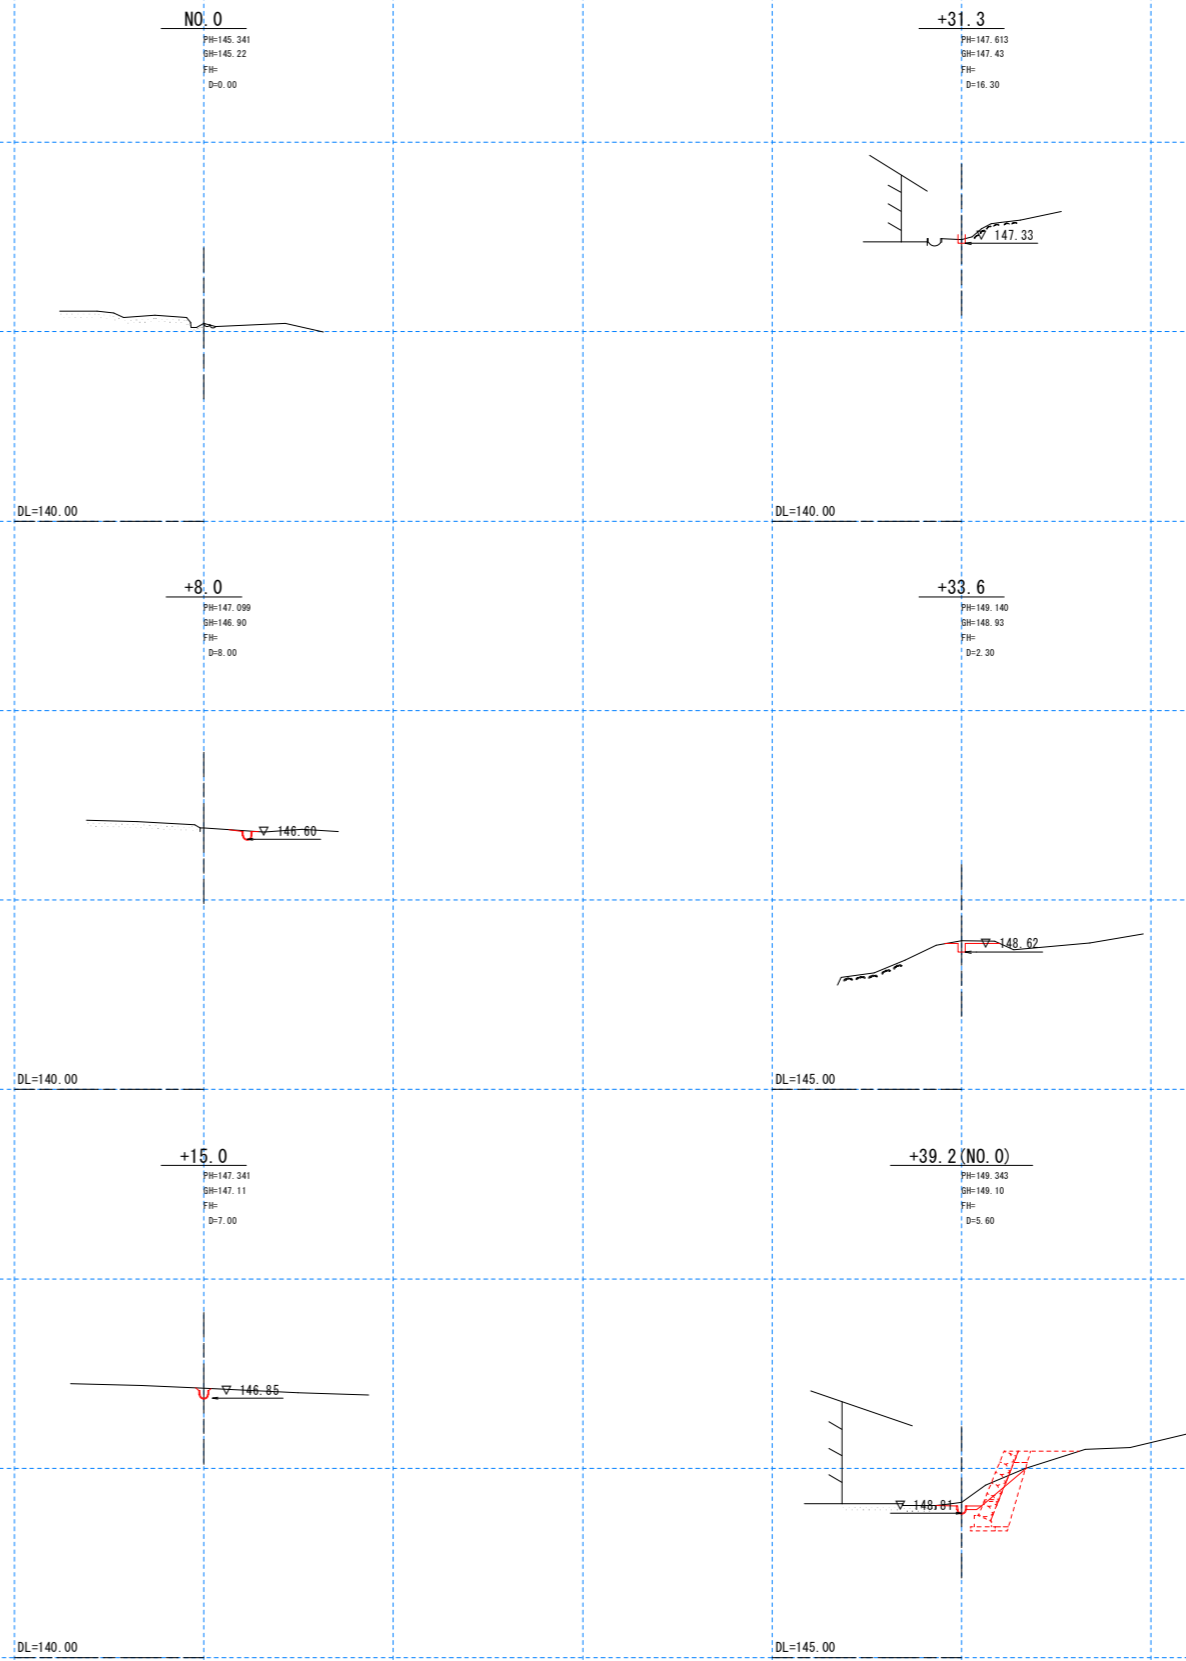 NO.0
PH=145.341
GH=145.22
FH=
D=0.00
DL=140.00
+8.0
PH=147.099
GH=146.90
FH=
D=8.00
▽ 146.60
DL=140.00
+15.0
PH=147.341
GH=147.11
FH=
D=7.00
▽ 146.85
DL=140.00
+31.3
PH=147.613
GH=147.43
FH=
D=16.30
▽ 147.33
DL=140.00
+33.6
PH=149.140
GH=148.93
FH=
D=2.30
▽ 148.62
DL=145.00
+39.2(NO.0)
PH=149.343
GH=149.10
FH=
D=5.60
▽ 148.81
DL=145.00